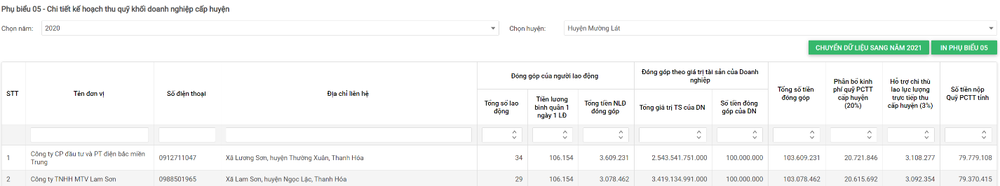 Phụ biểu 05 - Chi tiết kế hoạch thu quỹ khối doanh nghiệp cấp huyện
Chọn năm: 2020 Chọn huyện: Huyện Mường Lát
CHUYỂN DỮ LIỆU SANG NĂM 2021 IN PHỤ BIỂU 05
STT
Tên đơn vị
Số điện thoại
Địa chỉ liên hệ
Đóng góp của người lao động
Tổng số lao
động
Tiền lương
bình quân 1
ngày 1 LĐ
Tổng tiền NLĐ
đóng góp
Đóng góp theo giá trị tài sản của Doanh
nghiệp
Tổng giá trị TS của DN
Số tiền đóng
góp của DN
Tổng số tiền
đóng góp
Phân bổ kinh
phí quỹ PCTT
cấp huyện
(20%)
Hỗ trợ chi thù
lao lực lượng
trực tiếp thu
cấp huyện (3%)
Số tiền nộp
Quỹ PCTT tỉnh
1 Công ty CP đầu tư và PT điện bắc miền
Trung
0912711047 Xã Lương Sơn, huyện Thường Xuân, Thanh Hóa 34 106.154 3.609.231 2.543.541.751.000 100.000.000 103.609.231 20.721.846 3.108.277 79.779.108
2 Công ty TNHH MTV Lam Sơn 0988501965 Xã Lam Sơn, huyện Ngọc Lặc, Thanh Hóa 29 106.154 3.078.462 3.419.134.991.000 100.000.000 103.078.462 20.615.692 3.092.354 79.370.415